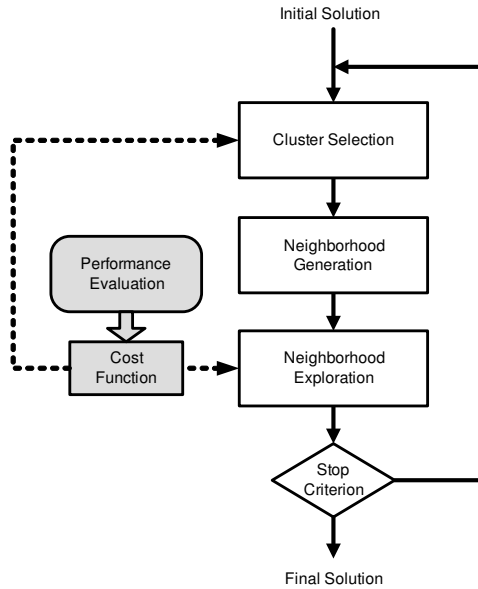 Initial Solution
Cluster Selection
Neighborhood
Generation
Performance
Evaluation
Cost
Function
Neighborhood
Exploration
Stop
Criterion
Final Solution